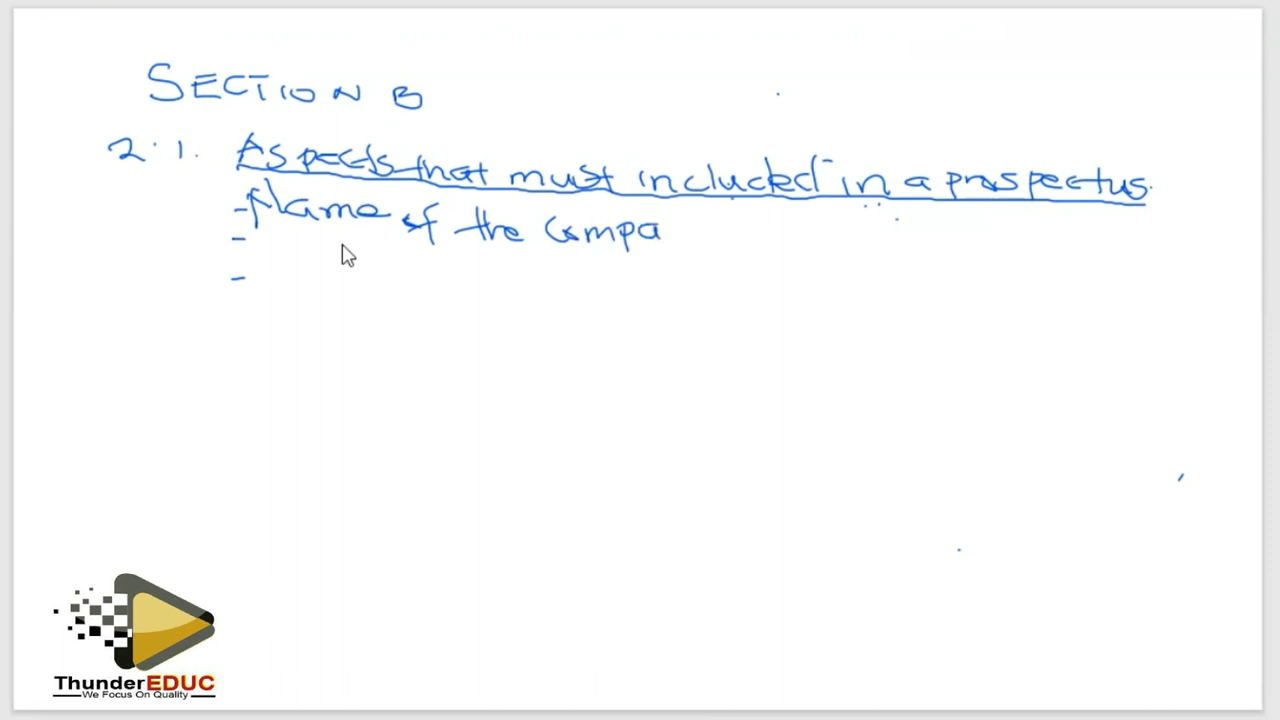 SECTION B
2.1. Aspects that must included in a prospectus.
- Name of the compa
-
-
ThunderEDUC
We Focus On Quality